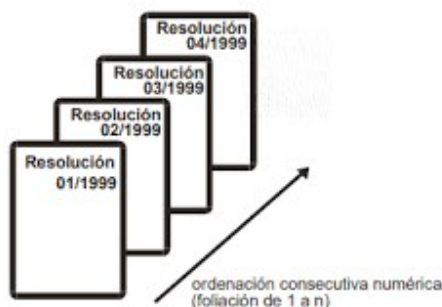 Resolución
04/1999
Resolución
03/1999
Resolución
02/1999
Resolución
01/1999
ordenación consecutiva numérica
(foliación de 1 a n)